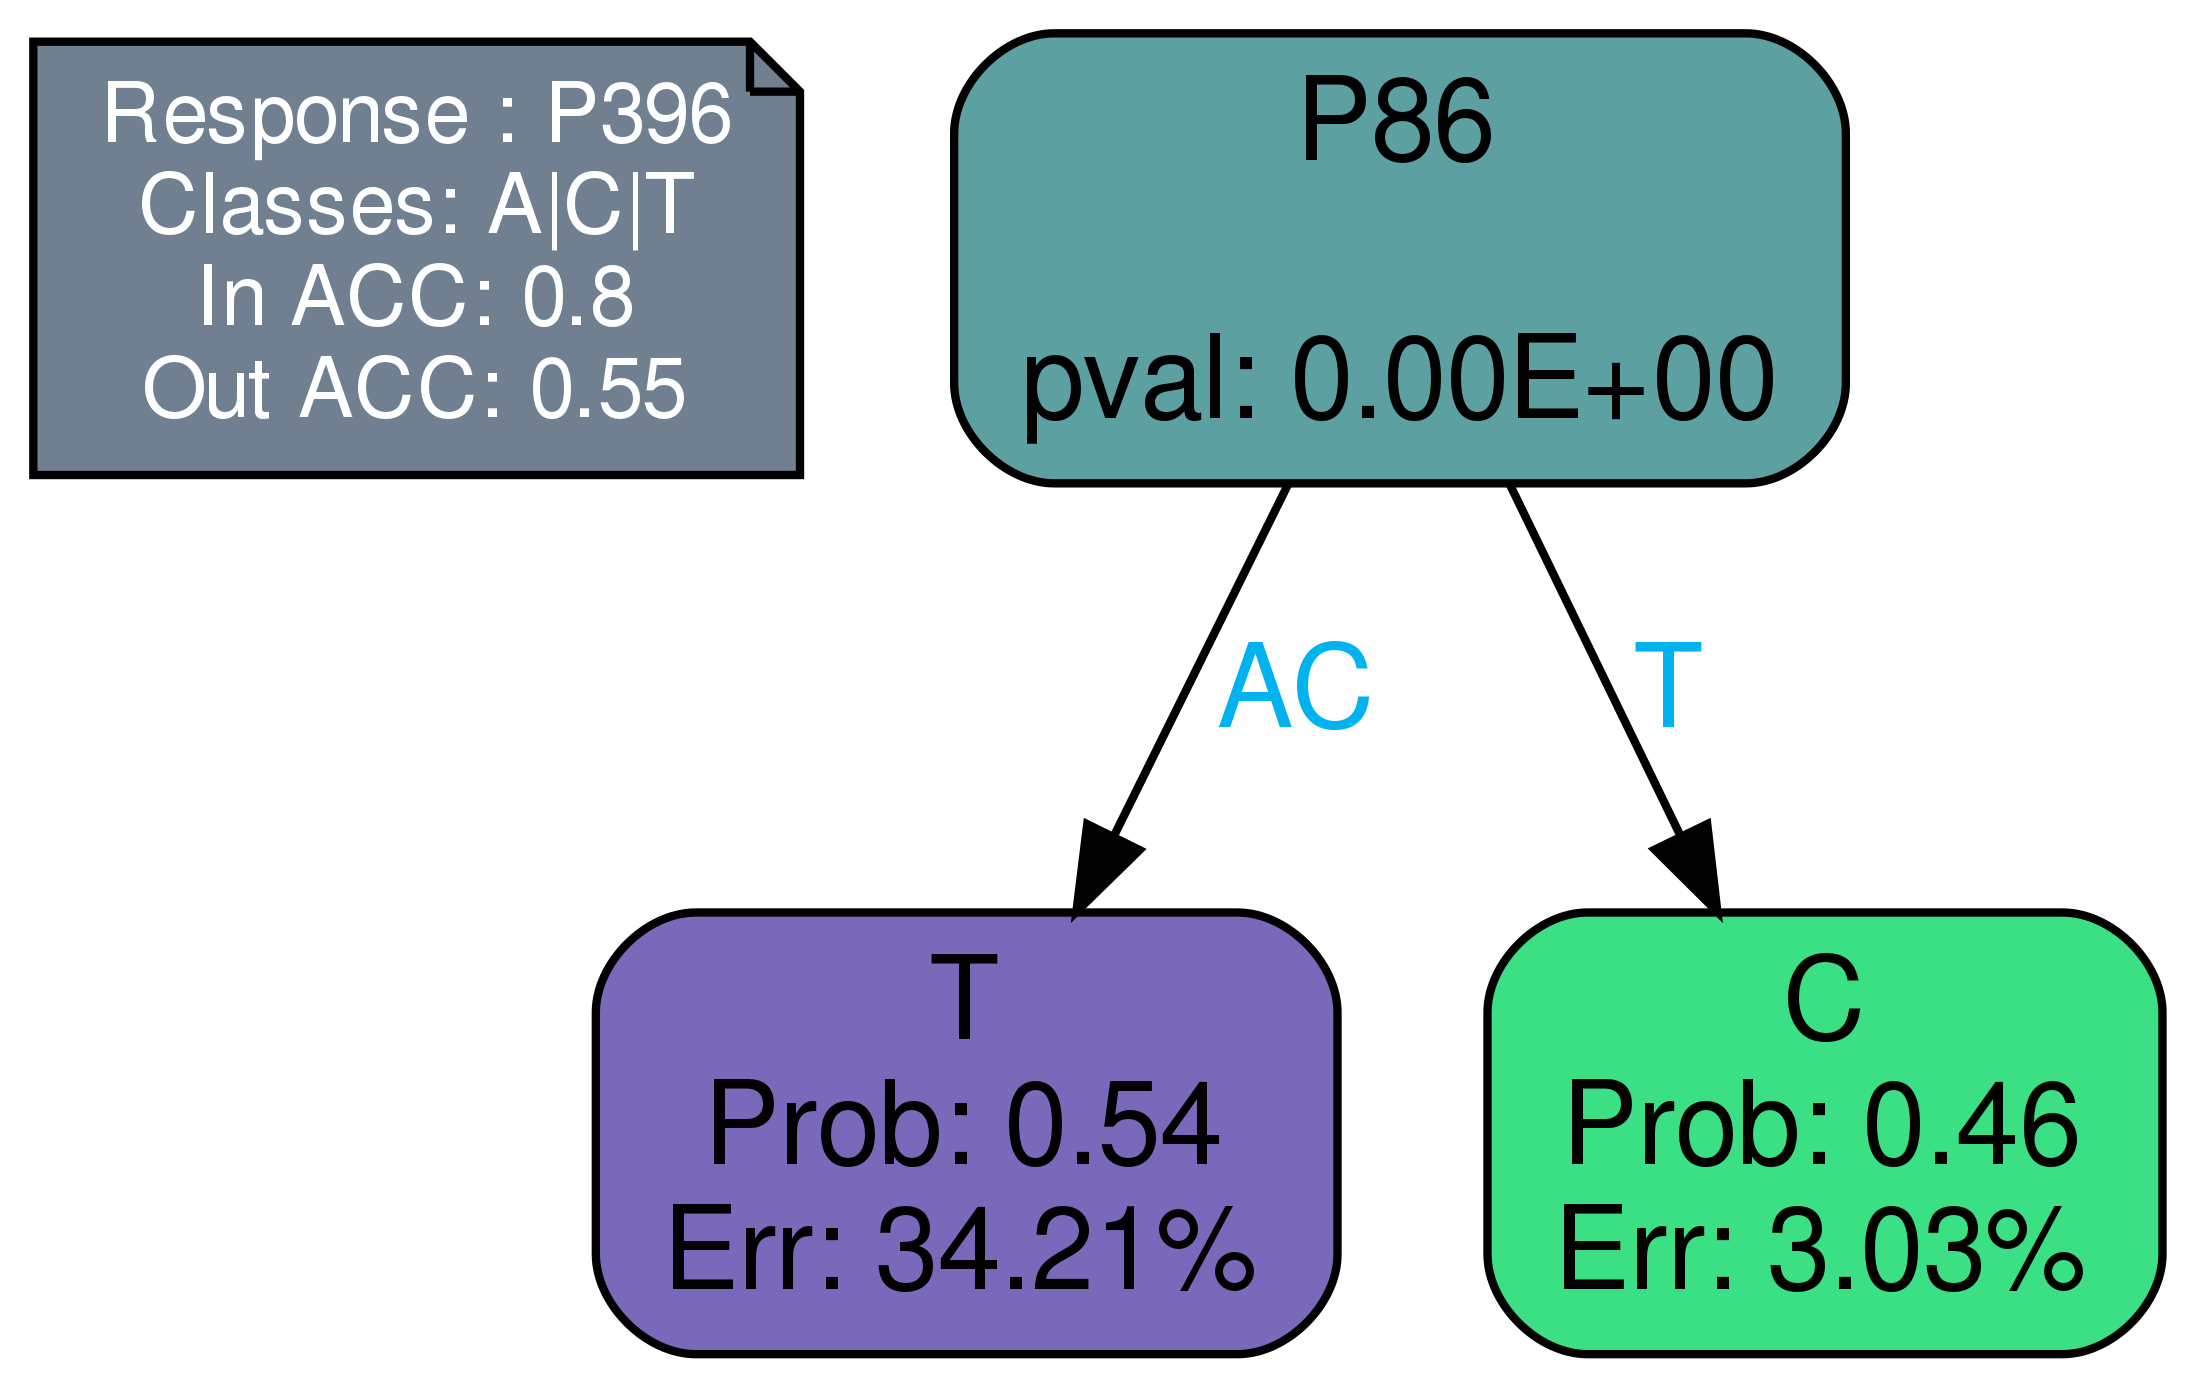 Response : P396
Classes: A|C|T
In ACC: 0.8
Out ACC: 0.55
P86
pval: 0.00E+00
AC
T
T
Prob: 0.54
Err: 34.21%
C
Prob: 0.46
Err: 3.03%